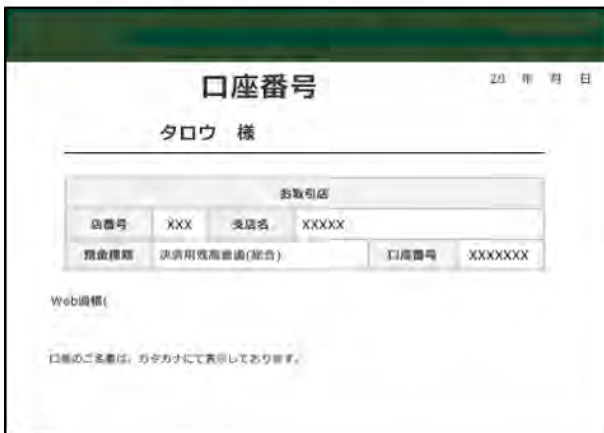 口座番号
20 年 月 日
タロウ 様
お取引店
店番号 XXX 支店名 XXXXX
預金種類 決済用残高普通(総合) 口座番号 XXXXXXX
Web通帳(
口座のご名義は、カタカナにて表示しております。